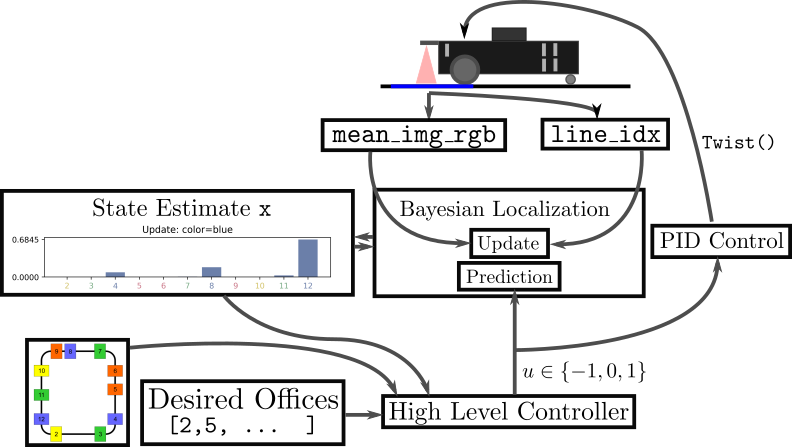 mean_img_rgb
line_idx
Twist()
State Estimate x
Update: color=blue
0.6845
0.0000
2 3 4 5 6 7 8 9 10 11 12
Bayesian Localization
Update
Prediction
PID Control
9 8 7
10 6
5
11
12 4
2 3
u ∈ {−1, 0, 1}
Desired Offices
[2,5, ... ]
High Level Controller